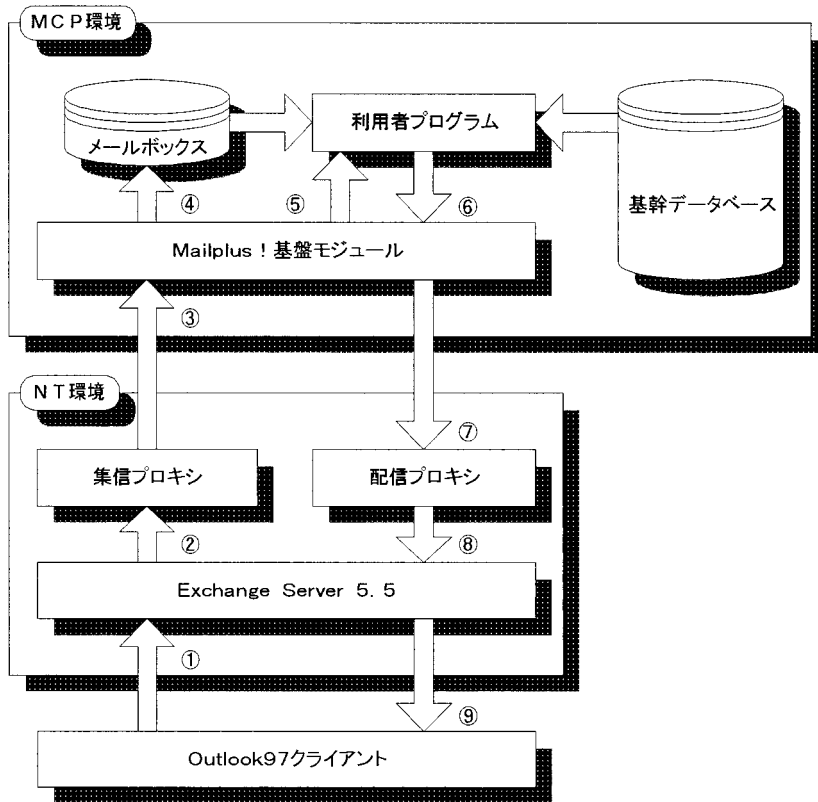 MCP環境
メールボックス
利用者プログラム
基幹データベース
④
⑤
⑥
Mailplus！基盤モジュール
③
NT環境
⑦
集信プロキシ
配信プロキシ
②
⑧
Exchange Server 5.5
①
⑨
Outlook97クライアント